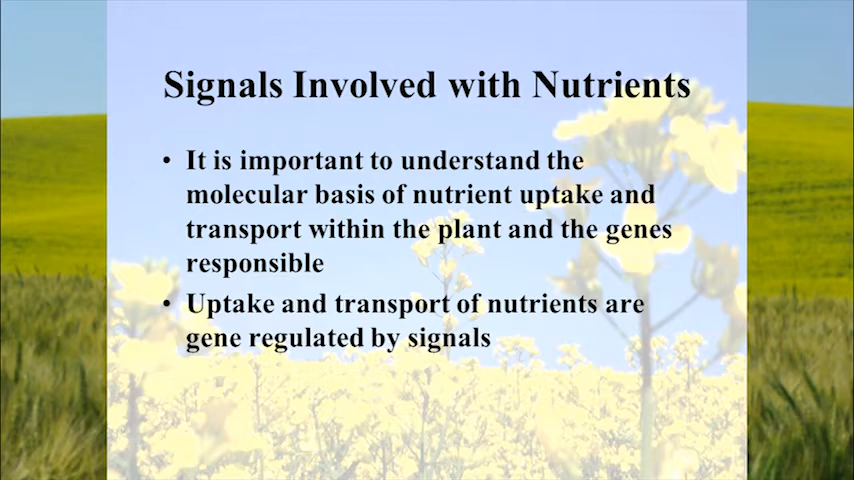 Signals Involved with Nutrients
• It is important to understand the
molecular basis of nutrient uptake and
transport within the plant and the genes
responsible
• Uptake and transport of nutrients are
gene regulated by signals